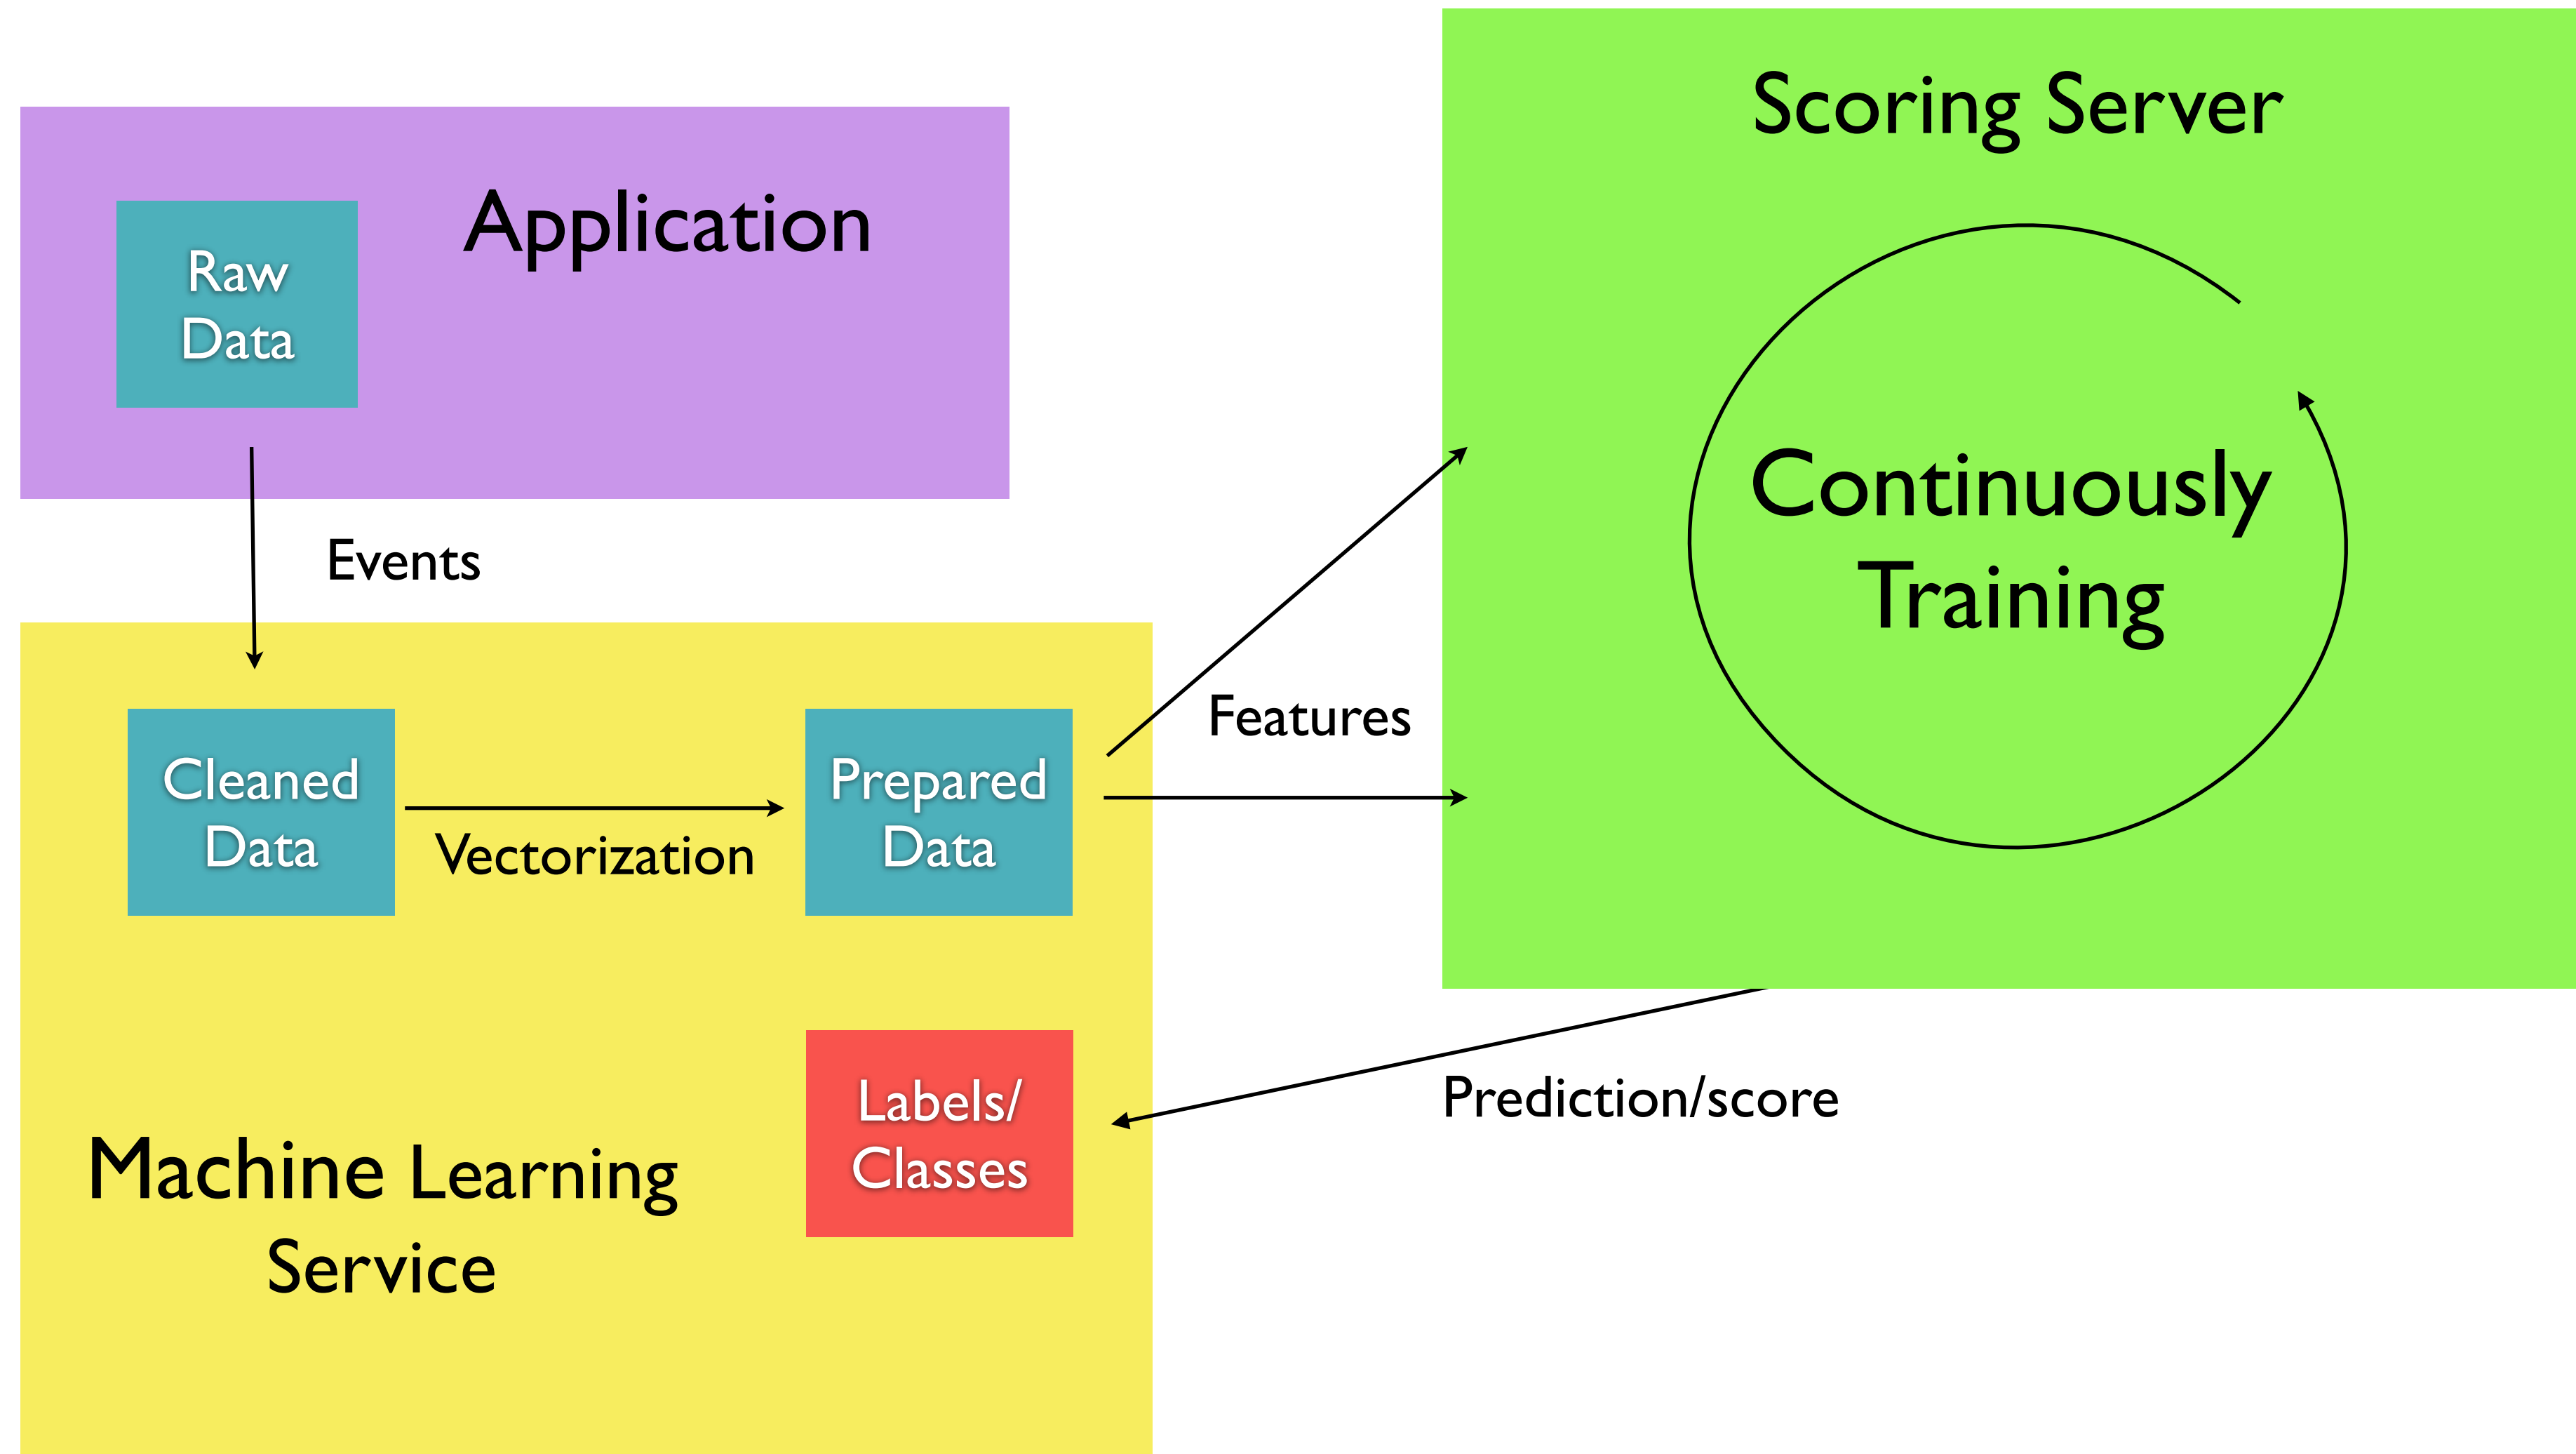 Application
Raw
Data
Events
Cleaned
Data
Vectorization
Prepared
Data
Features
Machine Learning
Service
Labels/
Classes
Scoring Server
Continuously
Training
Prediction/score